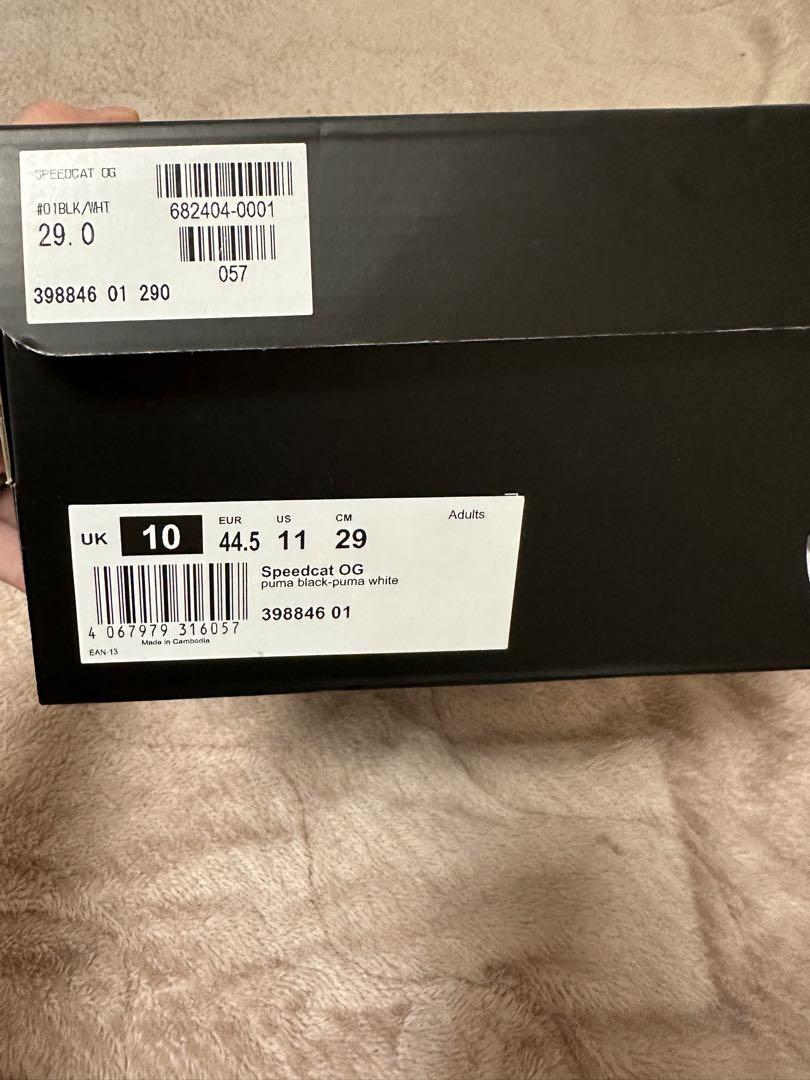 SPEEDCAT OG
#01BLK/WHT
682404-0001
29.0
057
398846 01 290
UK 10 EUR 44.5 US 11 CM 29 Adults
Speedcat OG
puma black-puma white
398846 01
4 067979 316057
Made in Cambodia
EAN-13